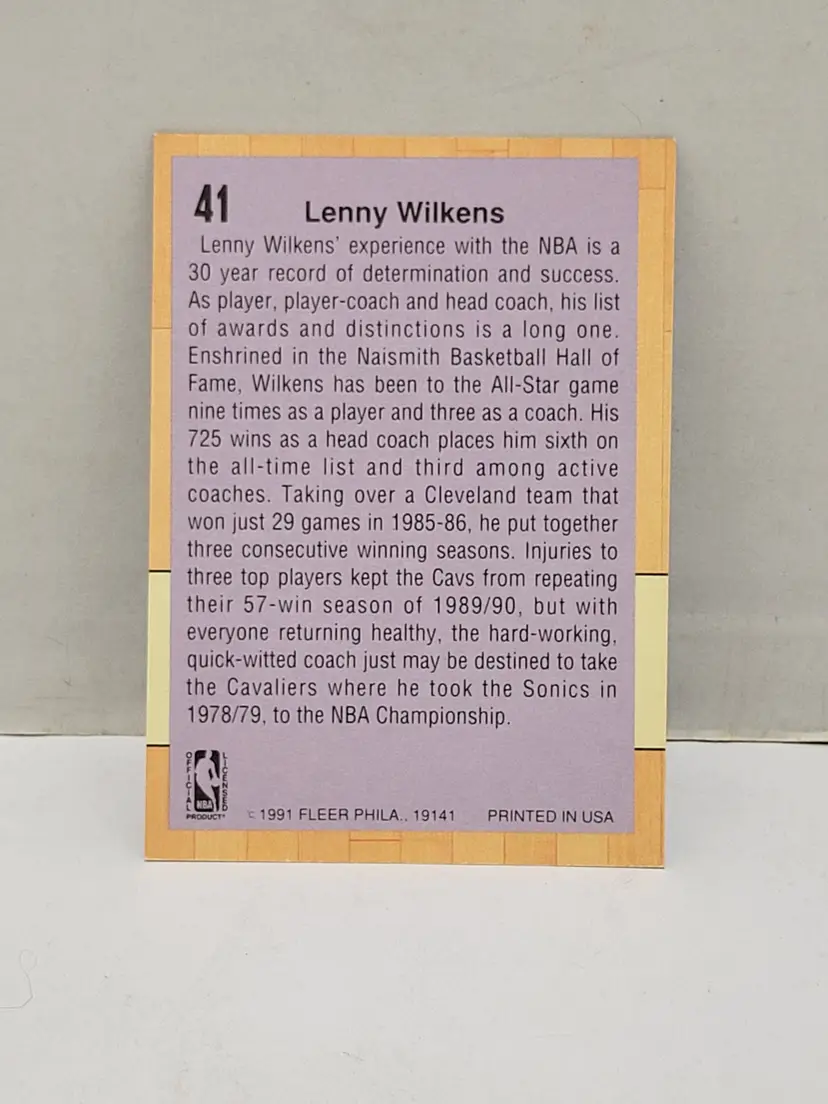 41 Lenny Wilkens
Lenny Wilkens' experience with the NBA is a
30 year record of determination and success.
As player, player-coach and head coach, his list
of awards and distinctions is a long one.
Enshrined in the Naismith Basketball Hall of
Fame, Wilkens has been to the All-Star game
nine times as a player and three as a coach. His
725 wins as a head coach places him sixth on
the all-time list and third among active
coaches. Taking over a Cleveland team that
won just 29 games in 1985-86, he put together
three consecutive winning seasons. Injuries to
three top players kept the Cavs from repeating
their 57-win season of 1989/90, but with
everyone returning healthy, the hard-working,
quick-witted coach just may be destined to take
the Cavaliers where he took the Sonics in
1978/79, to the NBA Championship.
OFFICIAL
NBA
LICENSED
PRODUCT
© 1991 FLEER PHILA., 19141 PRINTED IN USA